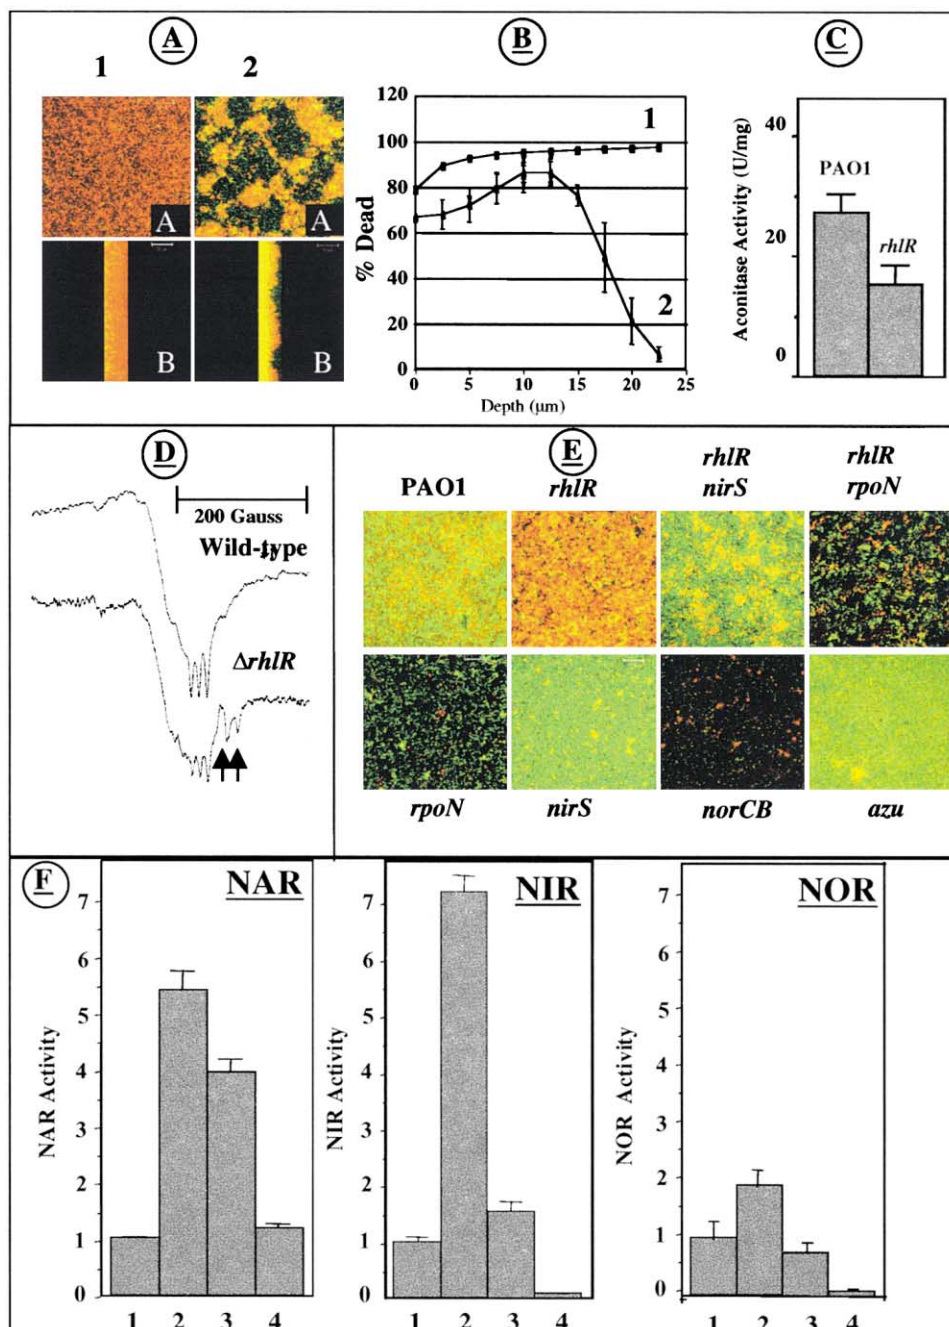 A
B
C
1 2
A A
B B
120
100
80
60
40
20
0
% Dead
0 5 10 15 20 25
Depth (µm)
1
2
40
20
0
Aconitase Activity (U/mg)
PAO1
rhlR
D
200 Gauss
Wild-type
ΔrhlR
E
PAO1
rhlR
rhlR
nirS
rhlR
rpoN
rpoN
nirS
norCB
azu
F
NAR
7
6
5
4
3
2
1
0
NAR Activity
1 2 3 4
NIR
7
6
5
4
3
2
1
0
NIR Activity
1 2 3 4
NOR
7
6
5
4
3
2
1
0
NOR Activity
1 2 3 4